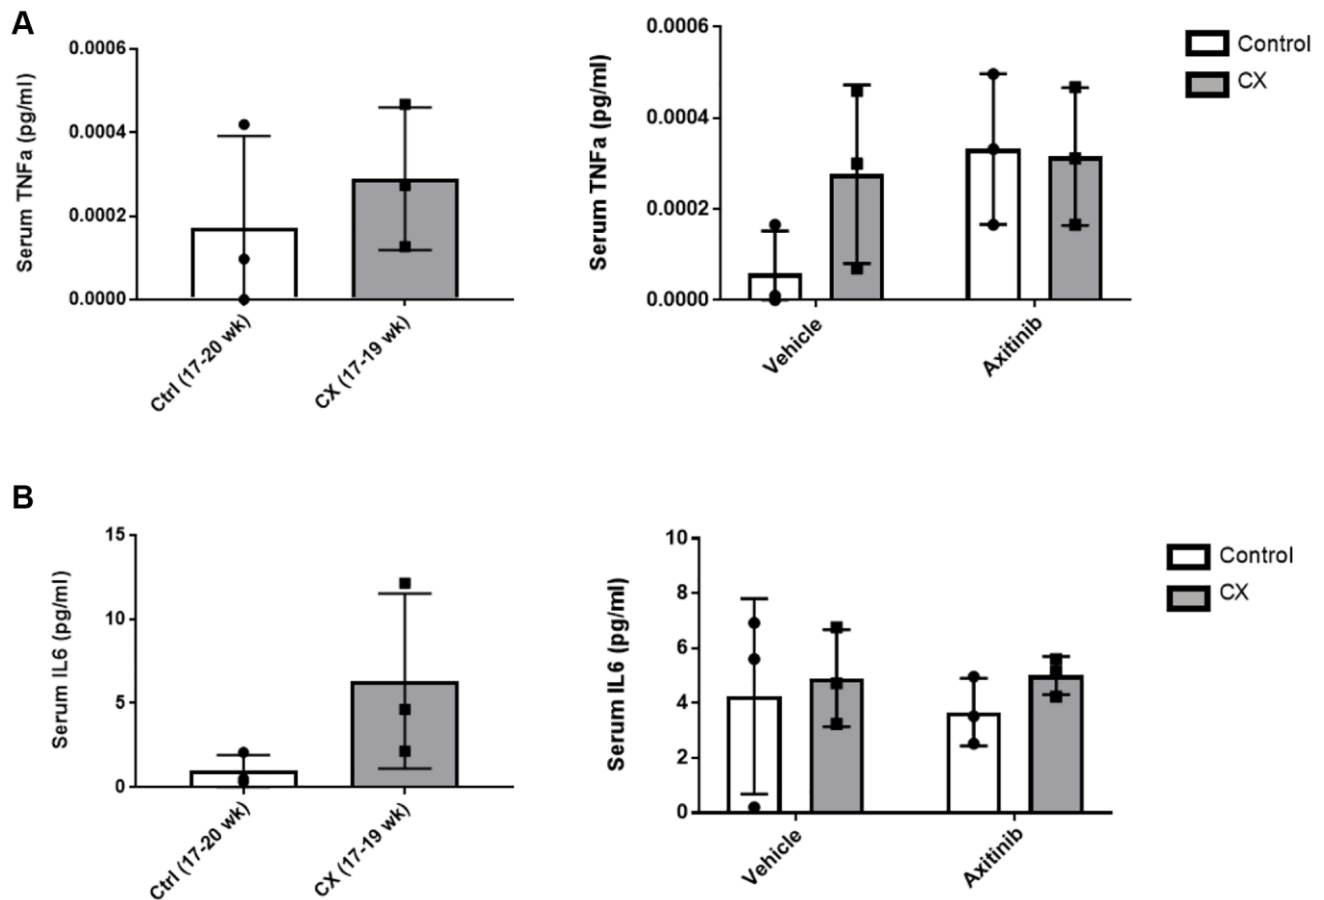 A
Serum TNFa (pg/ml)
0.0006
0.0004
0.0002
0.0000
Ctrl (17-20 wk)
CX (17-19 wk)
Serum TNFa (pg/ml)
0.0006
0.0004
0.0002
0.0000
Vehicle
Axitinib
Control
CX
B
Serum IL6 (pg/ml)
15
10
5
0
Ctrl (17-20 wk)
CX (17-19 wk)
Serum IL6 (pg/ml)
10
8
6
4
2
0
Vehicle
Axitinib
Control
CX